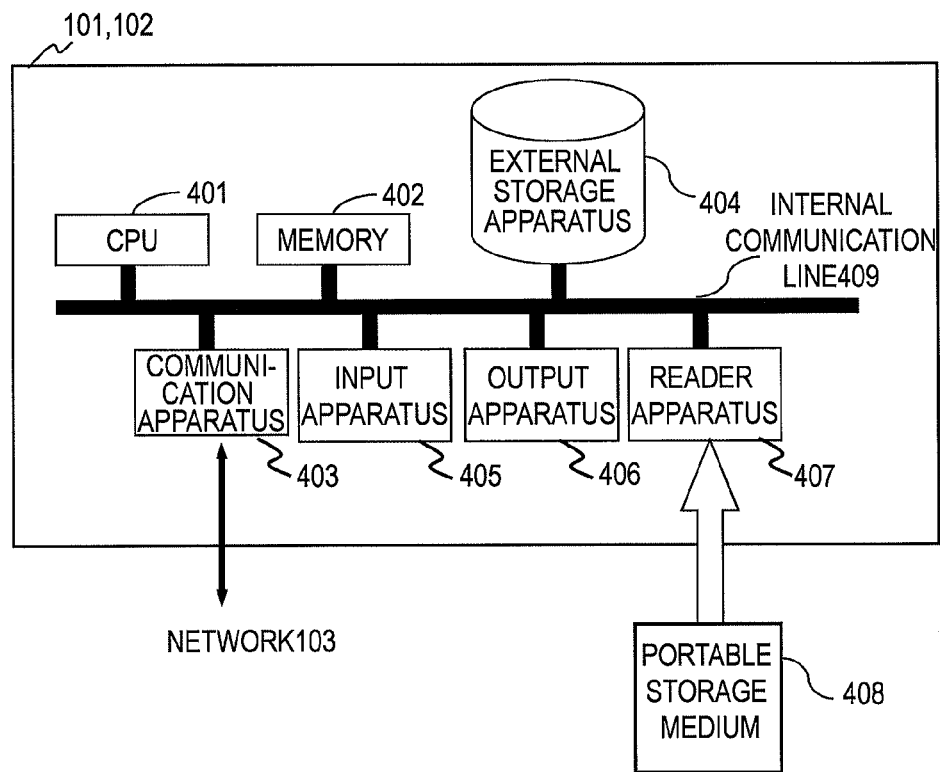 101,102
401
CPU
402
MEMORY
EXTERNAL
STORAGE
APPARATUS
404
INTERNAL
COMMUNICATION
LINE409
COMMUNI-
CATION
APPARATUS
403
INPUT
APPARATUS
405
OUTPUT
APPARATUS
406
READER
APPARATUS
407
NETWORK103
PORTABLE
STORAGE
MEDIUM
408